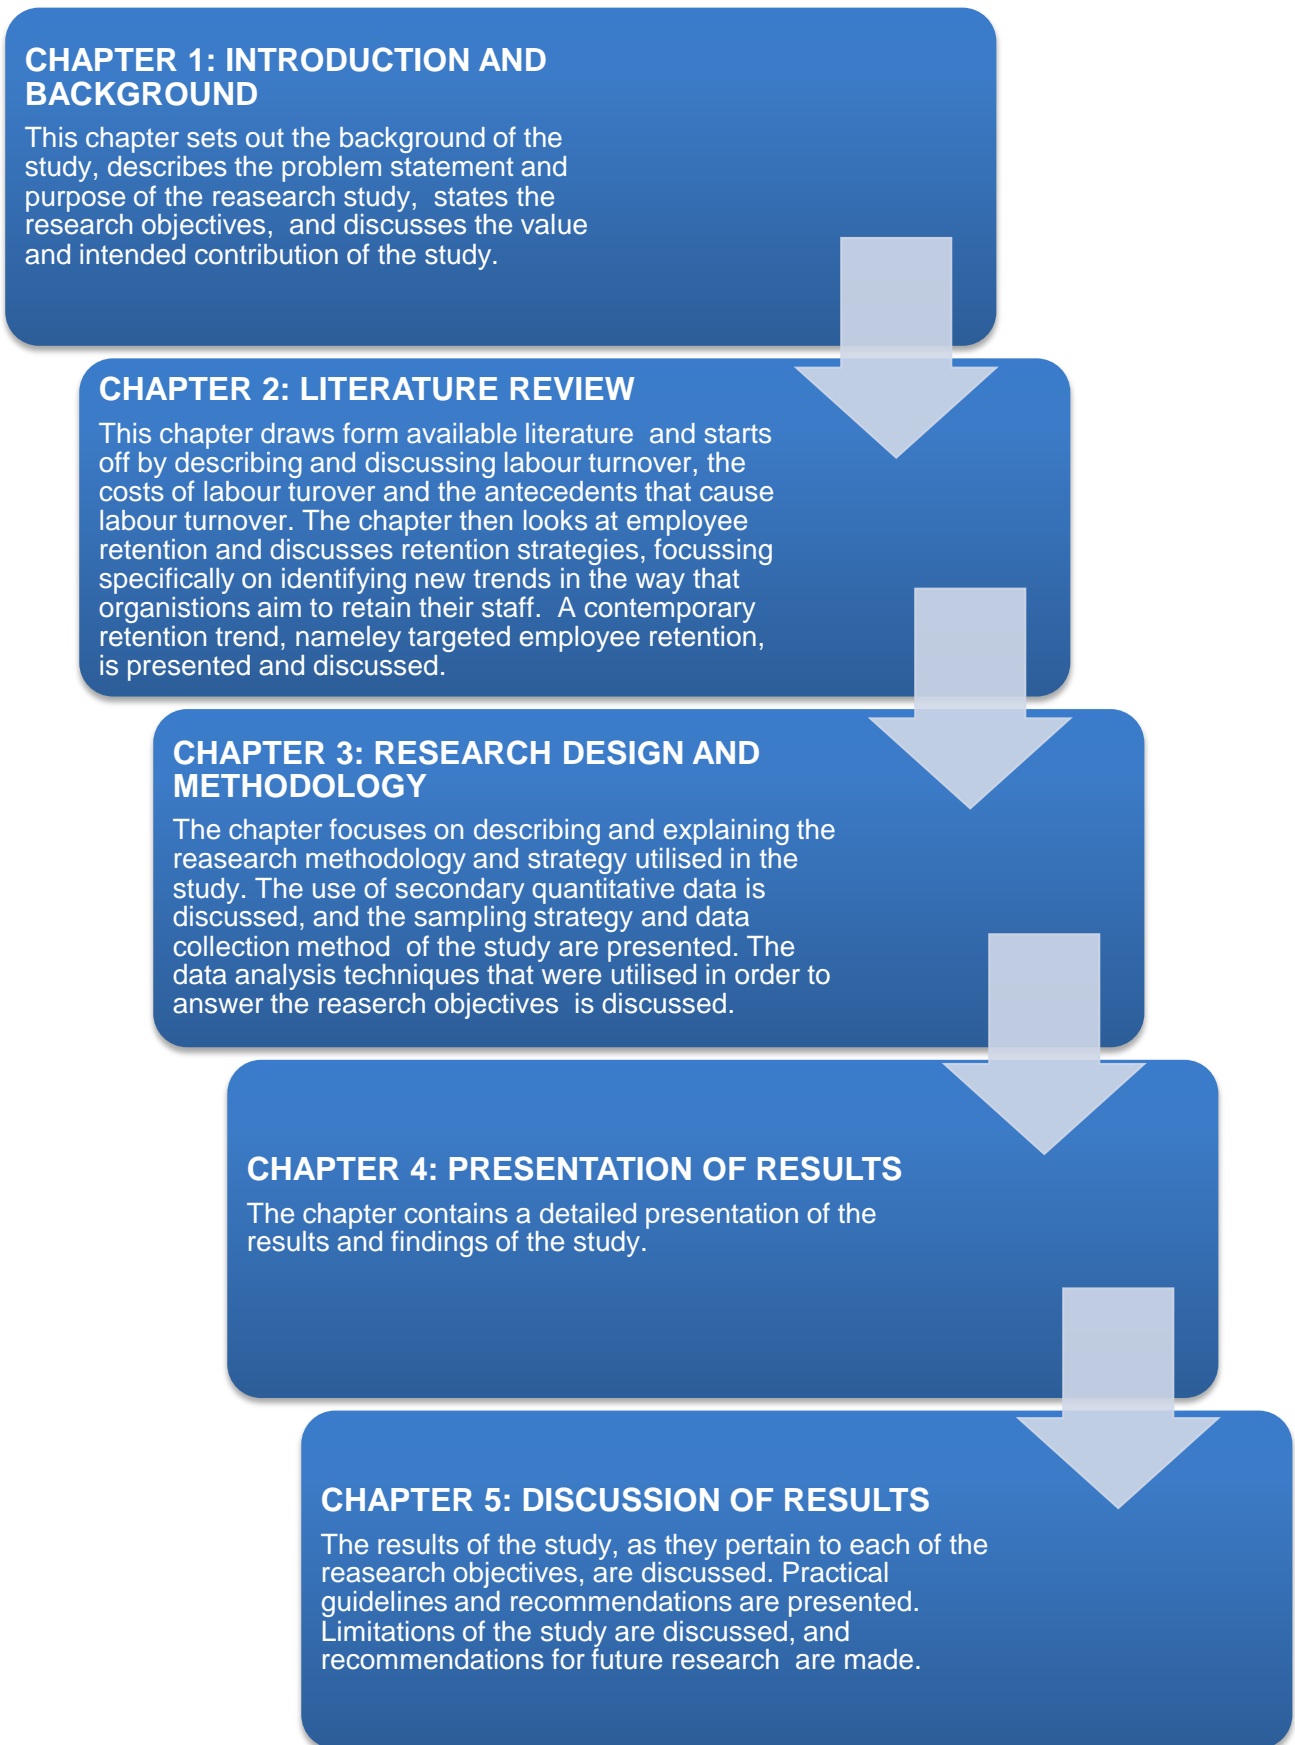 CHAPTER 1: INTRODUCTION AND
BACKGROUND
This chapter sets out the background of the
study, describes the problem statement and
purpose of the reasearch study,  states the
research objectives,  and discusses the value
and intended contribution of the study.
CHAPTER 2: LITERATURE REVIEW
This chapter draws form available literature  and starts
off by describing and discussing labour turnover, the
costs of labour turover and the antecedents that cause
labour turnover. The chapter then looks at employee
retention and discusses retention strategies, focussing
specifically on identifying new trends in the way that
organistions aim to retain their staff.  A contemporary
retention trend, nameley targeted employee retention,
is presented and discussed.
CHAPTER 3: RESEARCH DESIGN AND
METHODOLOGY
The chapter focuses on describing and explaining the
reasearch methodology and strategy utilised in the
study. The use of secondary quantitative data is
discussed, and the sampling strategy and data
collection method  of the study are presented. The
data analysis techniques that were utilised in order to
answer the reaserch objectives  is discussed.
CHAPTER 4: PRESENTATION OF RESULTS
The chapter contains a detailed presentation of the
results and findings of the study.
CHAPTER 5: DISCUSSION OF RESULTS
The results of the study, as they pertain to each of the
reasearch objectives, are discussed. Practical
guidelines and recommendations are presented.
Limitations of the study are discussed, and
recommendations for future research  are made.